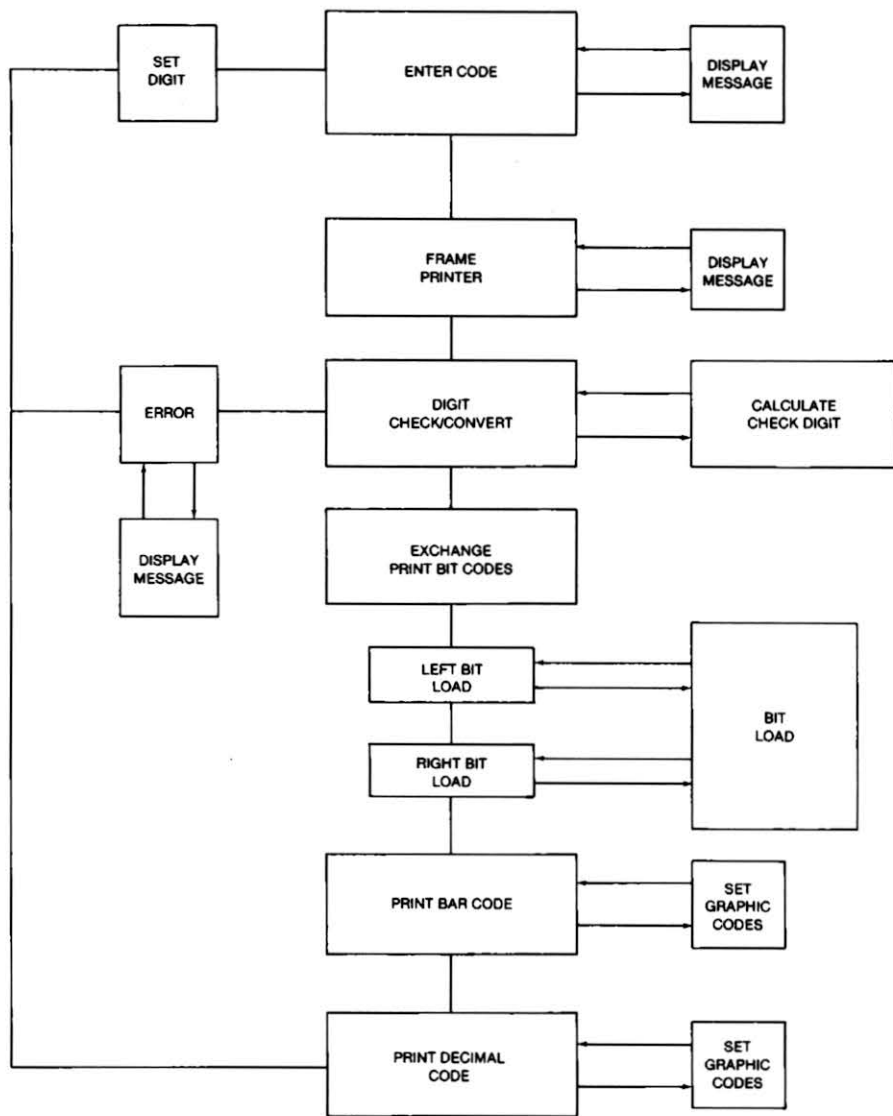 SET
DIGIT
ENTER CODE
DISPLAY
MESSAGE
FRAME
PRINTER
DISPLAY
MESSAGE
ERROR
DIGIT
CHECK/CONVERT
CALCULATE
CHECK DIGIT
DISPLAY
MESSAGE
EXCHANGE
PRINT BIT CODES
LEFT BIT
LOAD
BIT
LOAD
RIGHT BIT
LOAD
PRINT BAR CODE
SET
GRAPHIC
CODES
PRINT DECIMAL
CODE
SET
GRAPHIC
CODES